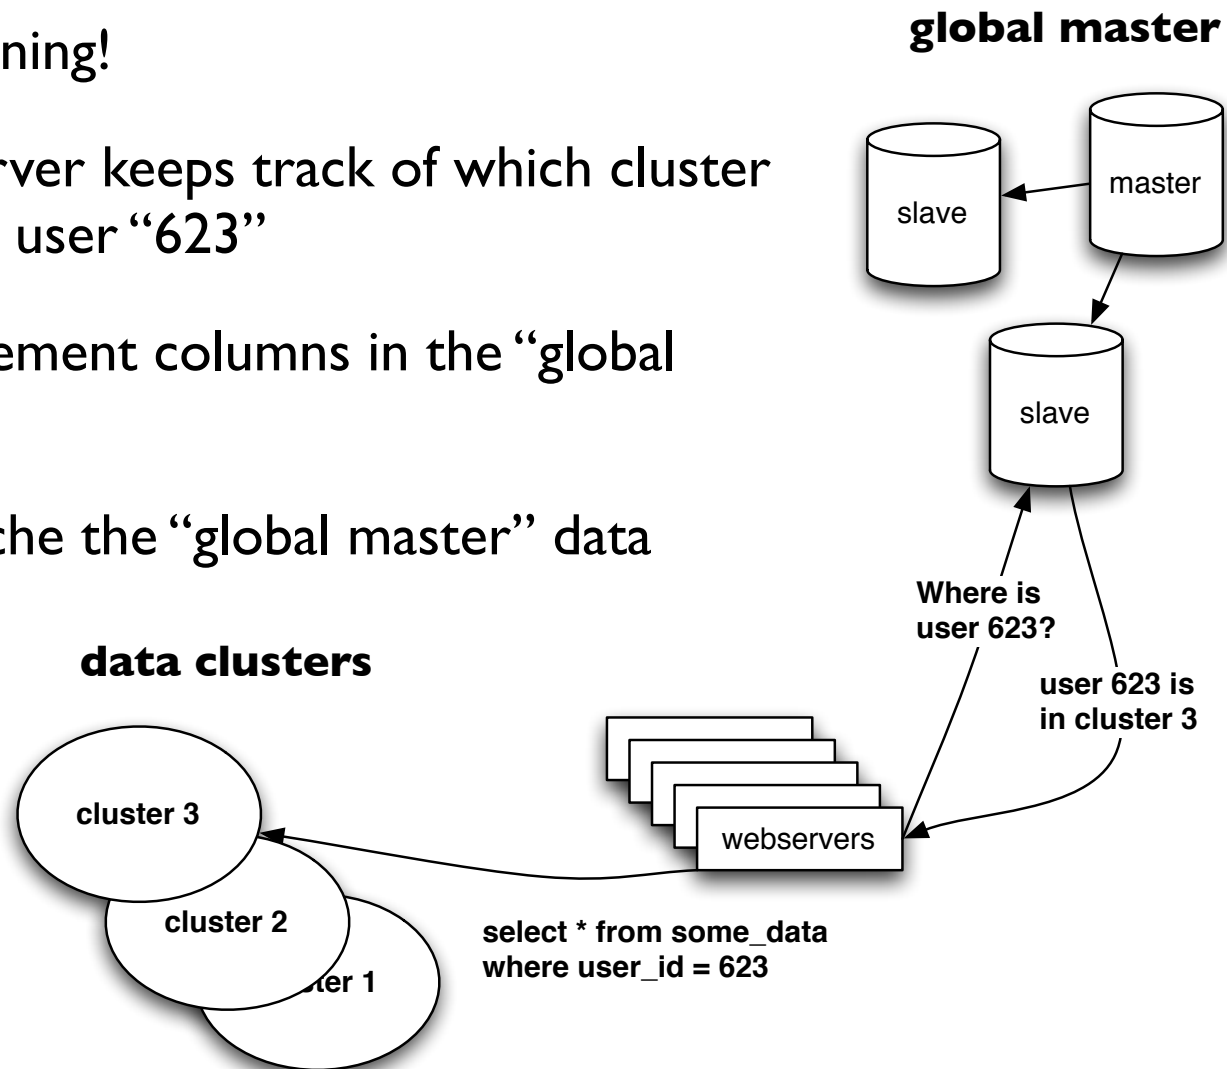 global master
ning!
rver keeps track of which cluster
user “623”
ement columns in the “global
che the “global master” data
master
slave
slave
Where is
user 623?
user 623 is
in cluster 3
data clusters
cluster 3
cluster 2
ster 1
webservers
select * from some_data
where user_id = 623